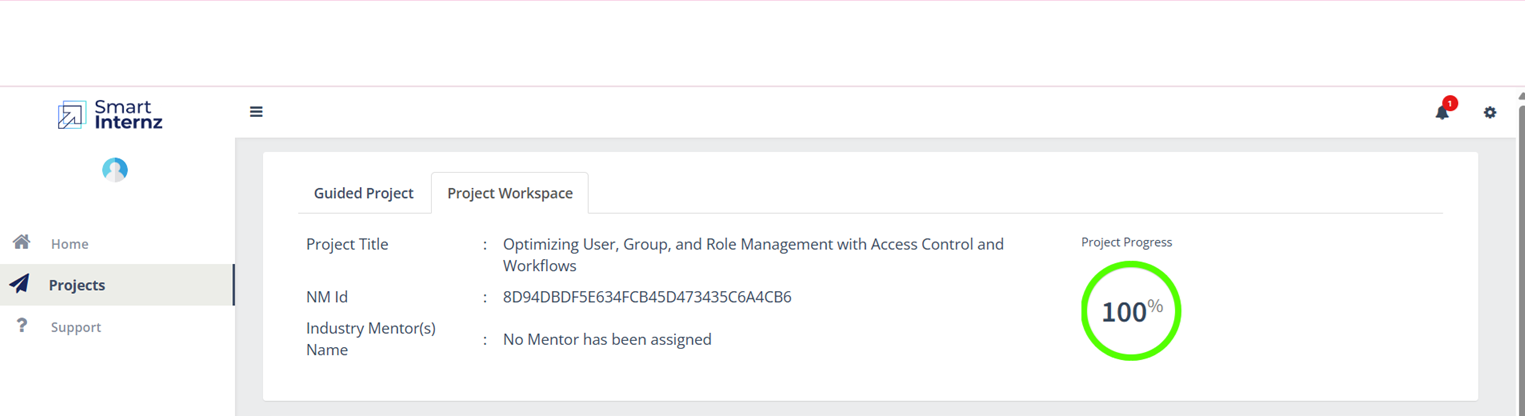 Smart
Internz
1
Home
Projects
? Support
Guided Project
Project Workspace
Project Title : Optimizing User, Group, and Role Management with Access Control and
Workflows
NM Id : 8D94DBDF5E634FCB45D473435C6A4CB6
Industry Mentor(s)
Name : No Mentor has been assigned
Project Progress
100%